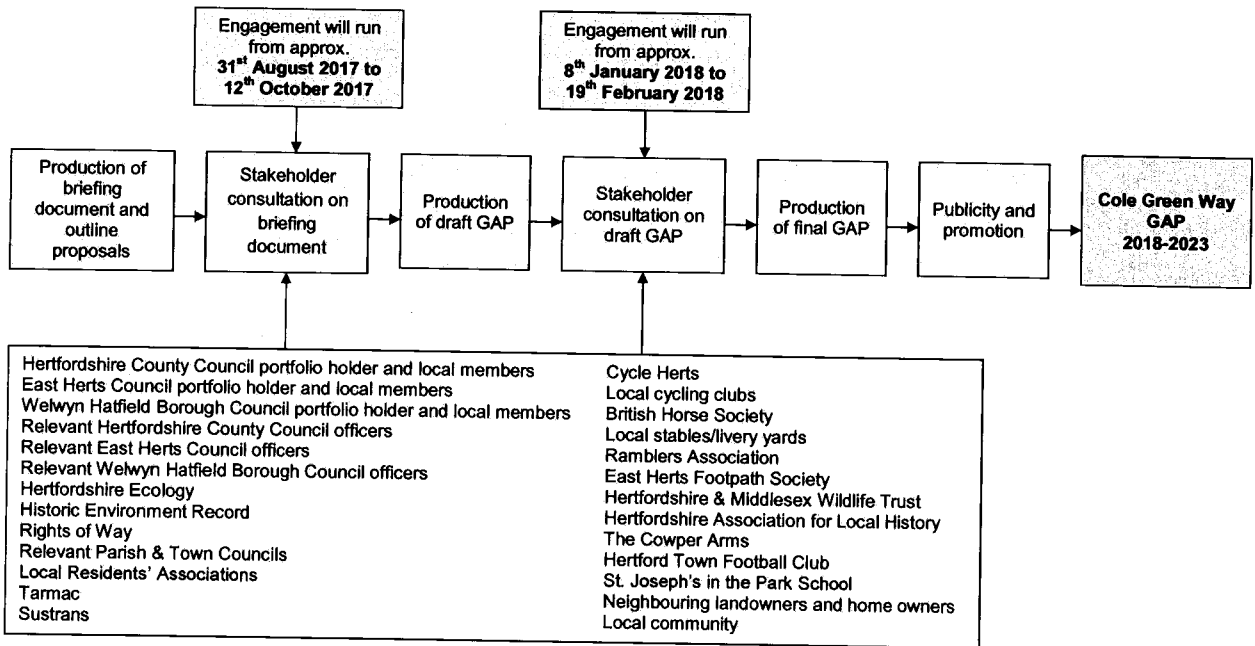 Engagement will run
from approx.
31st August 2017 to
12th October 2017
Engagement will run
from approx.
8th January 2018 to
19th February 2018
Production of
briefing
document and
outline
proposals
Stakeholder
consultation on
briefing
document
Production
of draft GAP
Stakeholder
consultation on
draft GAP
Production
of final GAP
Publicity and
promotion
Cole Green Way
GAP
2018-2023
Hertfordshire County Council portfolio holder and local members
East Herts Council portfolio holder and local members
Welwyn Hatfield Borough Council portfolio holder and local members
Relevant Hertfordshire County Council officers
Relevant East Herts Council officers
Relevant Welwyn Hatfield Borough Council officers
Hertfordshire Ecology
Historic Environment Record
Rights of Way
Relevant Parish & Town Councils
Local Residents' Associations
Tarmac
Sustrans
Cycle Herts
Local cycling clubs
British Horse Society
Local stables/livery yards
Ramblers Association
East Herts Footpath Society
Hertfordshire & Middlesex Wildlife Trust
Hertfordshire Association for Local History
The Cowper Arms
Hertford Town Football Club
St. Joseph's in the Park School
Neighbouring landowners and home owners
Local community